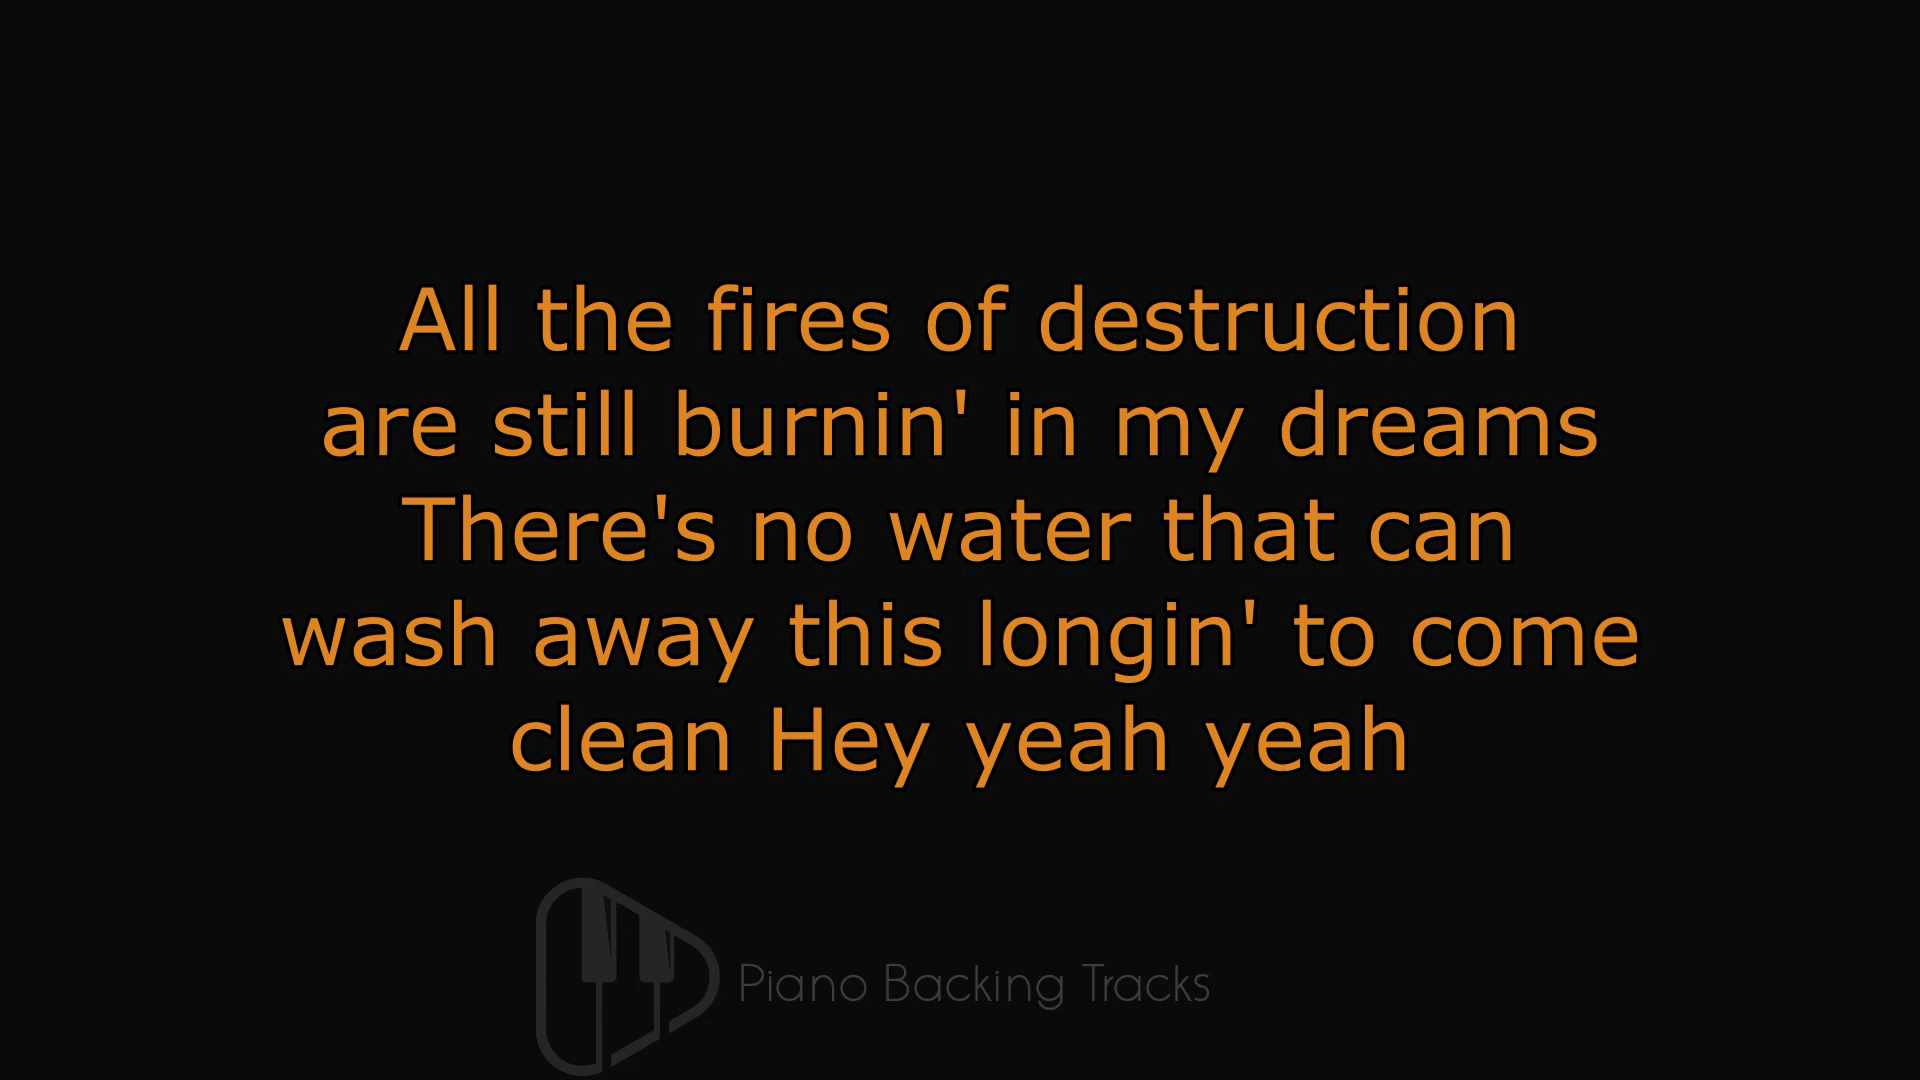 All the fires of destruction
are still burnin' in my dreams
There's no water that can
wash away this longin' to come
clean Hey yeah yeah
Piano Backing Tracks